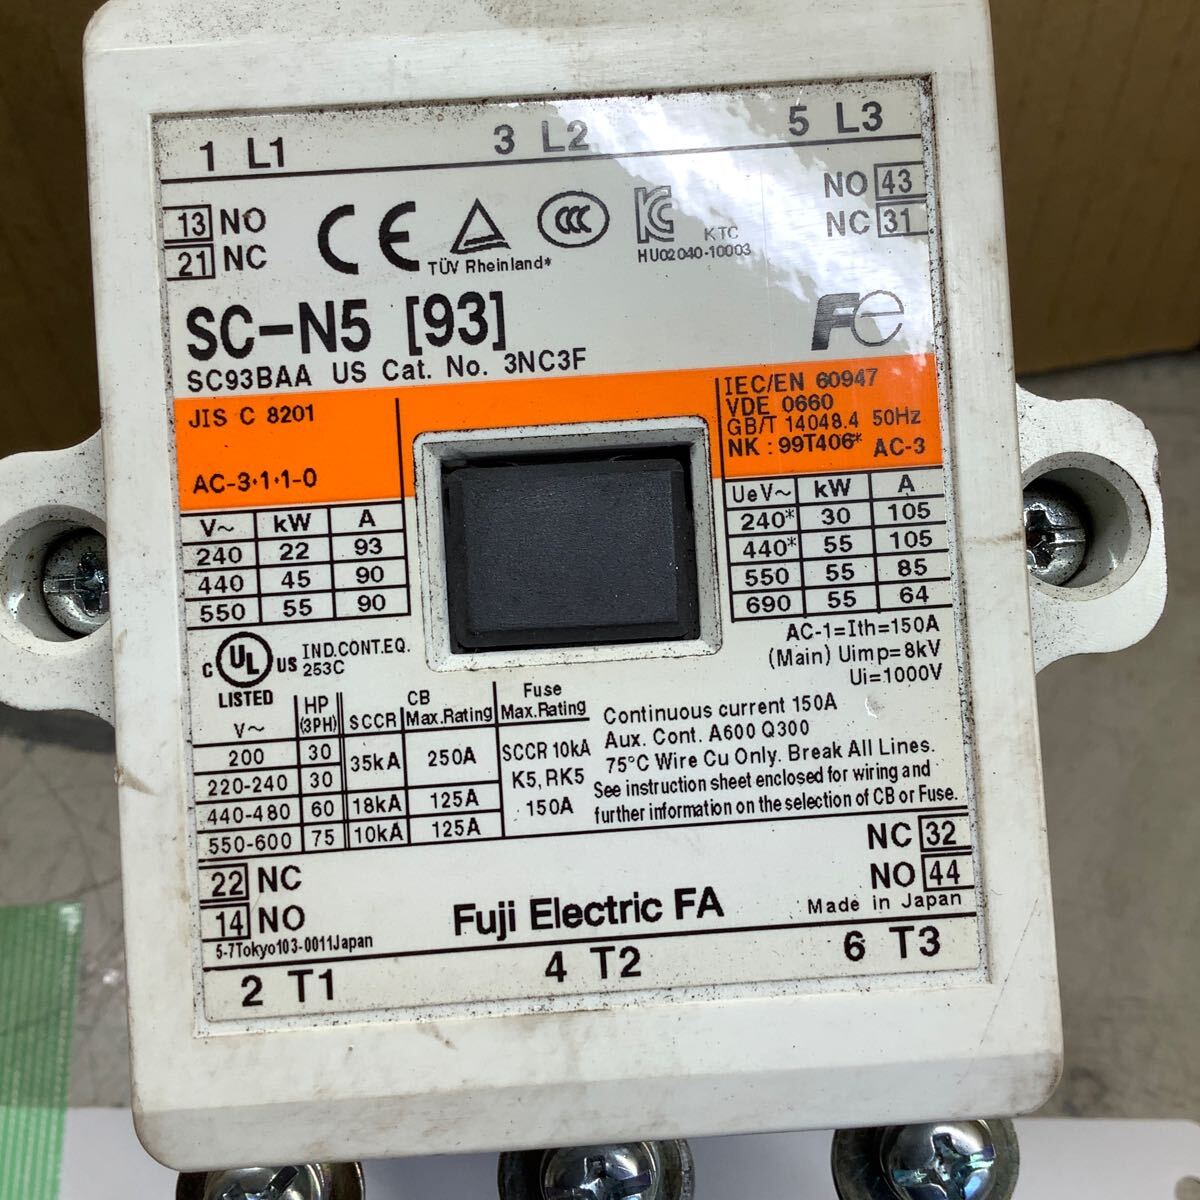 1 L1 3 L2 5 L3
13 NO NO 43
21 NC NC 31
CE
TÜV Rheinland*
CCC
KC KTC
HU02040-10003
SC-N5 [93] Fe
SC93BAA US Cat. No. 3NC3F
JIS C 8201
AC-3·1·1-0
IEC/EN 60947
VDE 0660
GB/T 14048.4 50Hz
NK : 99T406* AC-3
V~ kW A
240 22 93
440 45 90
550 55 90
UeV~ kW A
240* 30 105
440* 55 105
550 55 85
690 55 64
AC-1=Ith=150A
(Main) Uimp=8kV
Ui=1000V
C UL US IND.CONT.EQ.
253C
LISTED
V~ HP (3PH) SCCR CB Max.Rating Fuse Max.Rating
200 30 35kA 250A SCCR 10kA
220-240 30 K5, RK5
440-480 60 18kA 125A 150A
550-600 75 10kA 125A
Continuous current 150A
Aux. Cont. A600 Q300
75°C Wire Cu Only. Break All Lines.
See instruction sheet enclosed for wiring and
further information on the selection of CB or Fuse.
22 NC NC 32
14 NO NO 44
5-7Tokyo103-0011Japan
Fuji Electric FA
Made in Japan
2 T1 4 T2 6 T3